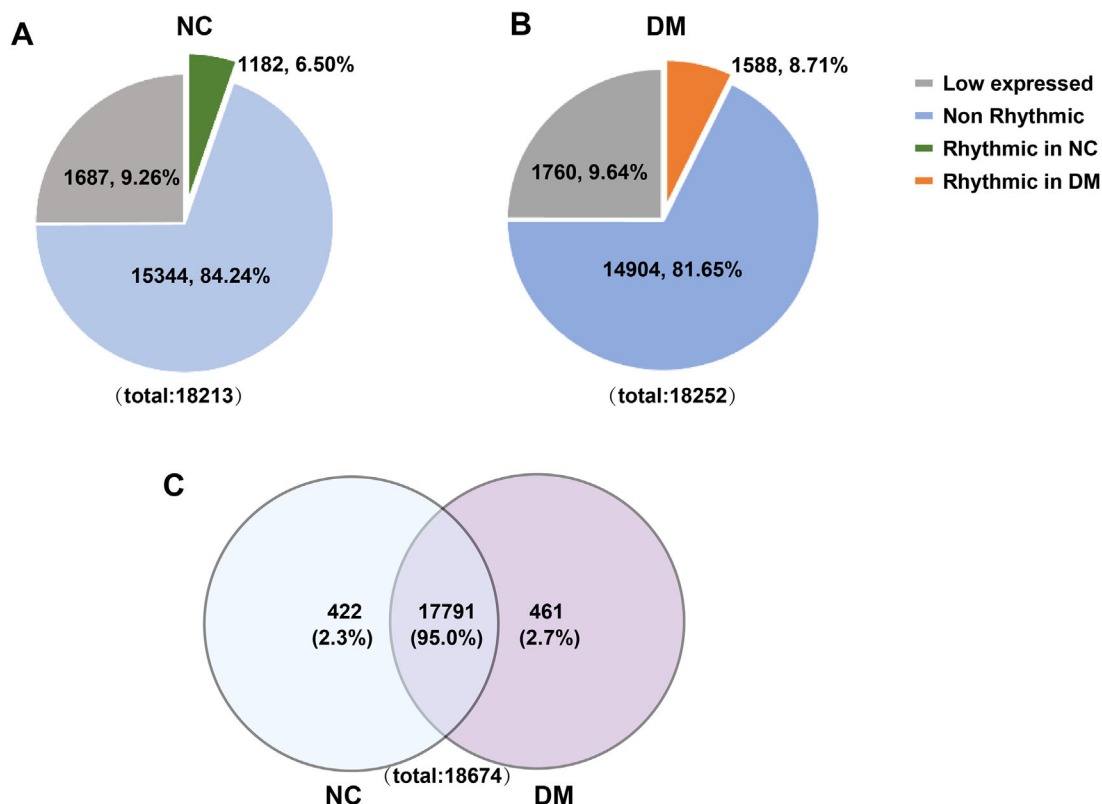 A
NC
1182, 6.50%
1687, 9.26%
15344, 84.24%
（total:18213）
B
DM
1588, 8.71%
1760, 9.64%
14904, 81.65%
（total:18252）
Low expressed
Non Rhythmic
Rhythmic in NC
Rhythmic in DM
C
422
(2.3%)
17791
(95.0%)
461
(2.7%)
（total:18674）
NC
DM